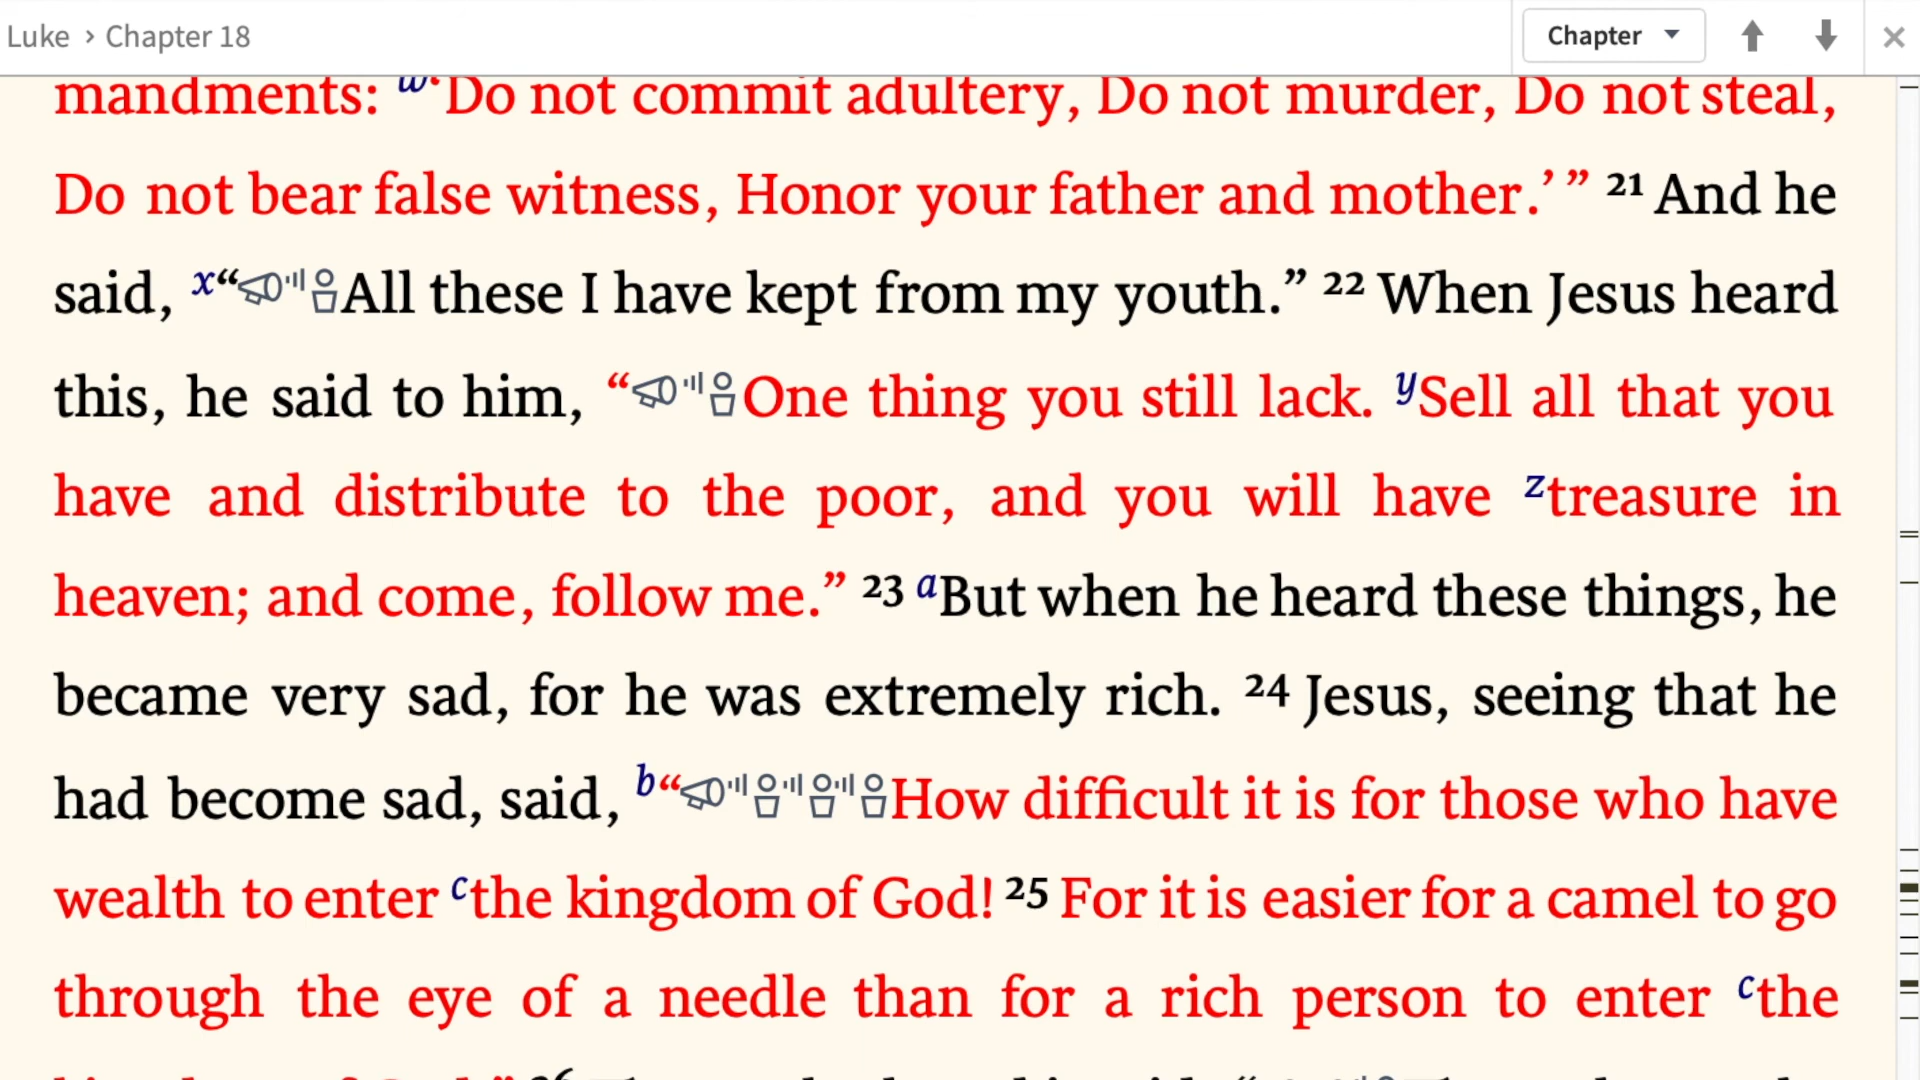 Luke › Chapter 18
Chapter
mandments: w‘Do not commit adultery, Do not murder, Do not steal,
Do not bear false witness, Honor your father and mother.’” 21 And he
said, x“All these I have kept from my youth.” 22 When Jesus heard
this, he said to him, “One thing you still lack. ySell all that you
have and distribute to the poor, and you will have ztreasure in
heaven; and come, follow me.” 23 aBut when he heard these things, he
became very sad, for he was extremely rich. 24 Jesus, seeing that he
had become sad, said, b“How difficult it is for those who have
wealth to enter cthe kingdom of God! 25 For it is easier for a camel to go
through the eye of a needle than for a rich person to enter cthe